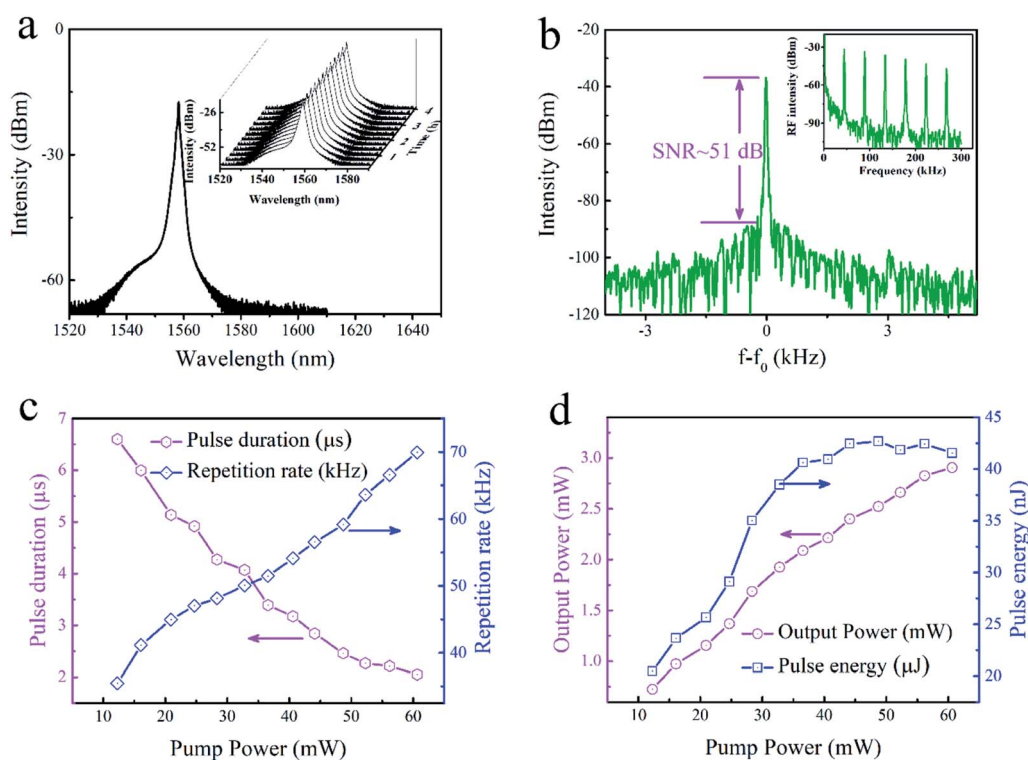 a
0
-30
-60
Intensity (dBm)
1520 1540 1560 1580 1600 1620 1640
Wavelength (nm)
-26
-52
Intensity (dBm)
1520 1540 1560 1580
Wavelength (nm)
1 2 3 4
Time (h)
b
-20
-40
-60
-80
-100
-120
Intensity (dBm)
SNR~51 dB
-3 0 3
f-f0 (kHz)
-30
-60
-90
RF intensity (dBm)
0 100 200 300
Frequency (kHz)
c
7
6
5
4
3
2
Pulse duration (μs)
Pulse duration (μs)
Repetition rate (kHz)
70
60
50
40
Repetition rate (kHz)
10 20 30 40 50 60
Pump Power (mW)
d
3.0
2.5
2.0
1.5
1.0
Output Power (mW)
Output Power (mW)
Pulse energy (μJ)
45
40
35
30
25
20
Pulse energy (nJ)
10 20 30 40 50 60
Pump Power (mW)